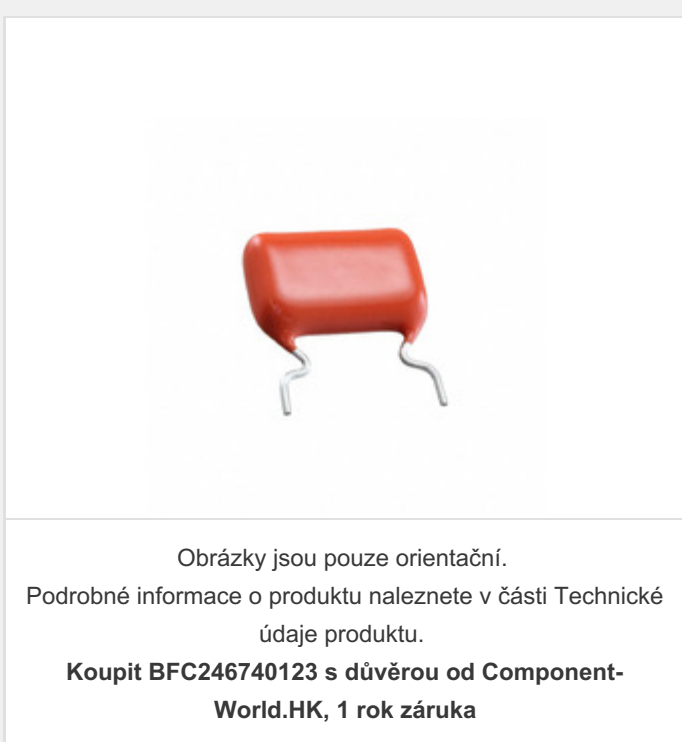 Obrázky jsou pouze orientační.
Podrobné informace o produktu naleznete v části Technické
údaje produktu.
Koupit BFC246740123 s důvěrou od Component-
World.HK, 1 rok záruka